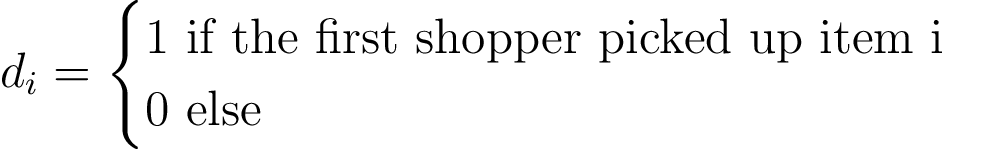 d_i = { 1 if the first shopper picked up item i
0 else